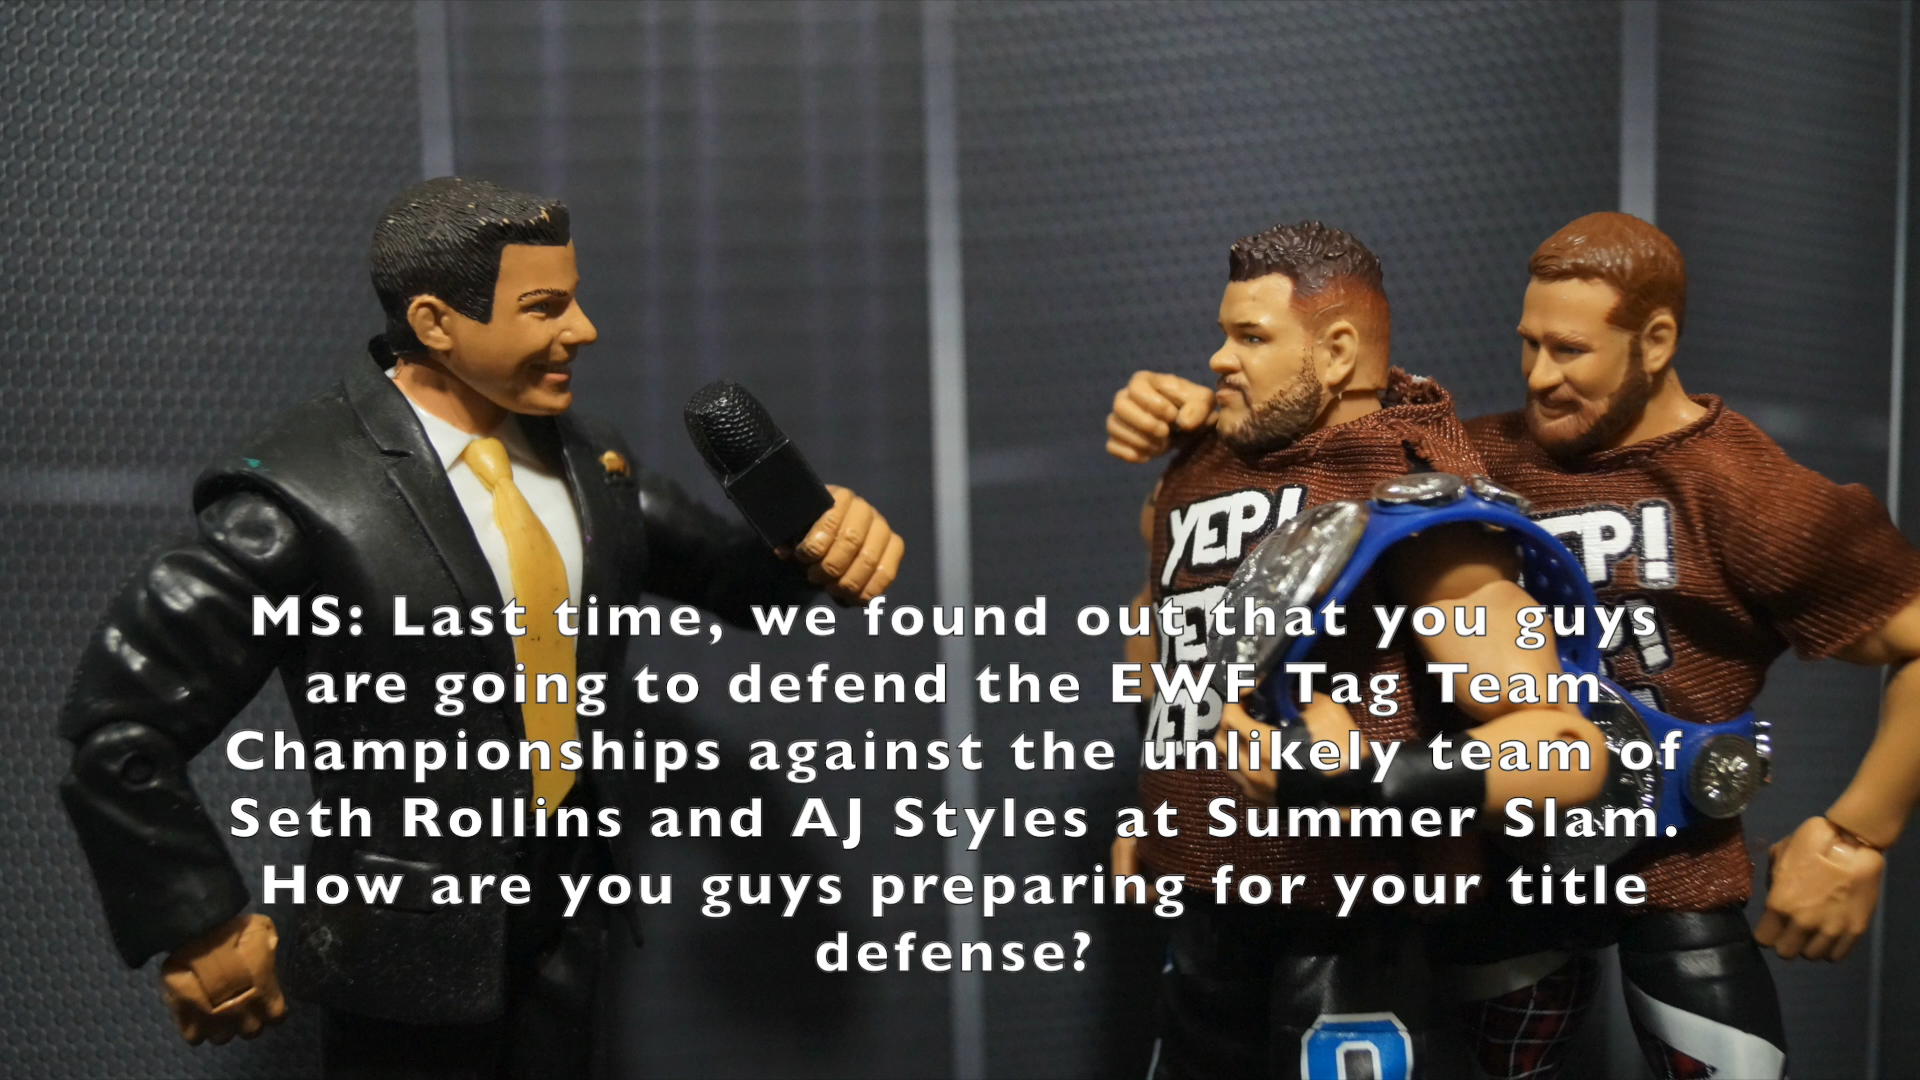 MS: Last time, we found out that you guys
are going to defend the EWF Tag Team
Championships against the unlikely team of
Seth Rollins and AJ Styles at Summer Slam.
How are you guys preparing for your title
defense?
YEP!
YEP